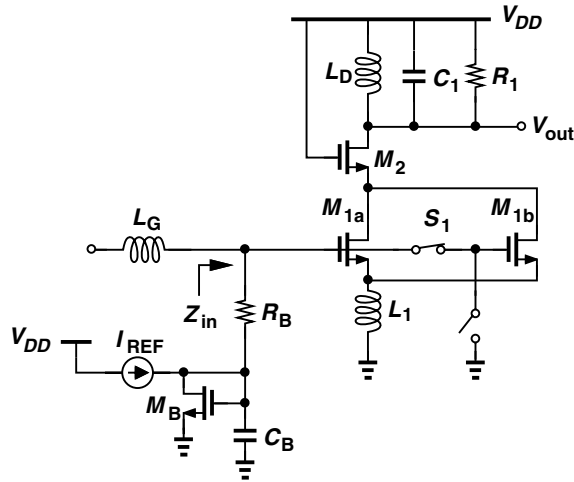 V_DD
L_D
C_1
R_1
V_out
M_2
M_1a
S_1
M_1b
L_G
Z_in
R_B
L_1
V_DD
I_REF
M_B
C_B